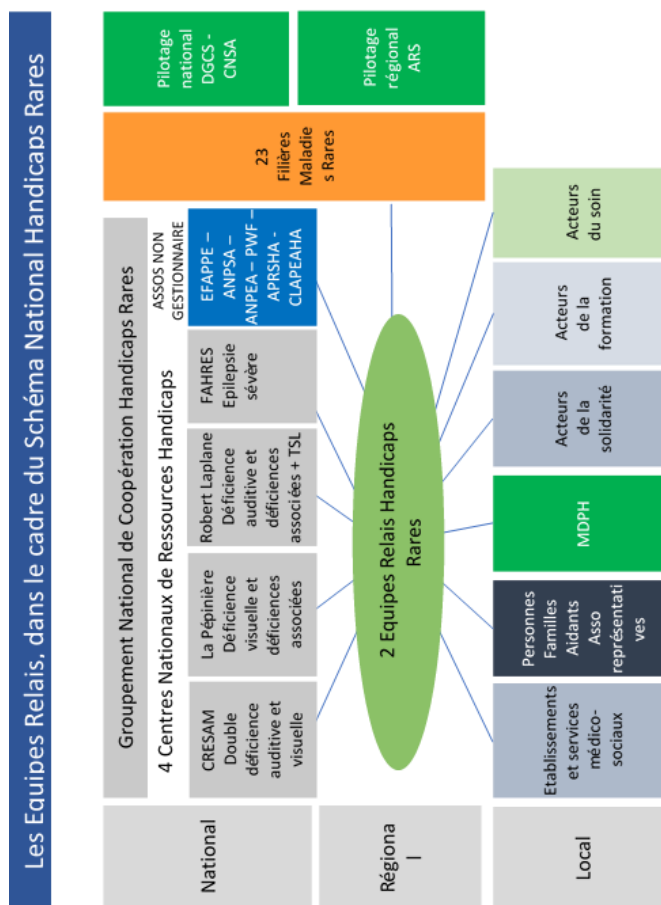 Les Equipes Relais, dans le cadre du Schéma National Handicaps Rares
National
Groupement National de Coopération Handicaps Rares
4 Centres Nationaux de Ressources Handicaps
CRESAM
Double
déficience
auditive et
visuelle
La Pépinière
Déficience
visuelle et
déficiences
associées
Robert Laplane
Déficience
auditive et
déficiences
associées + TSL
FAHRES
Epilepsie
sévère
ASSOS NON
GESTIONNAIRE
EFAPPE –
ANPSA –
ANPEA – PWF –
APRSHA -
CLAPEAHA
23
Filières
Maladie
s Rares
Pilotage
national
DGCS -
CNSA
Pilotage
régional
ARS
Régiona
l
2 Equipes Relais Handicaps
Rares
Local
Etablissements
et services
médico-
sociaux
Personnes
Familles
Aidants
Asso
représentati
ves
MDPH
Acteurs
de la
solidarité
Acteurs
de la
formation
Acteurs
du soin